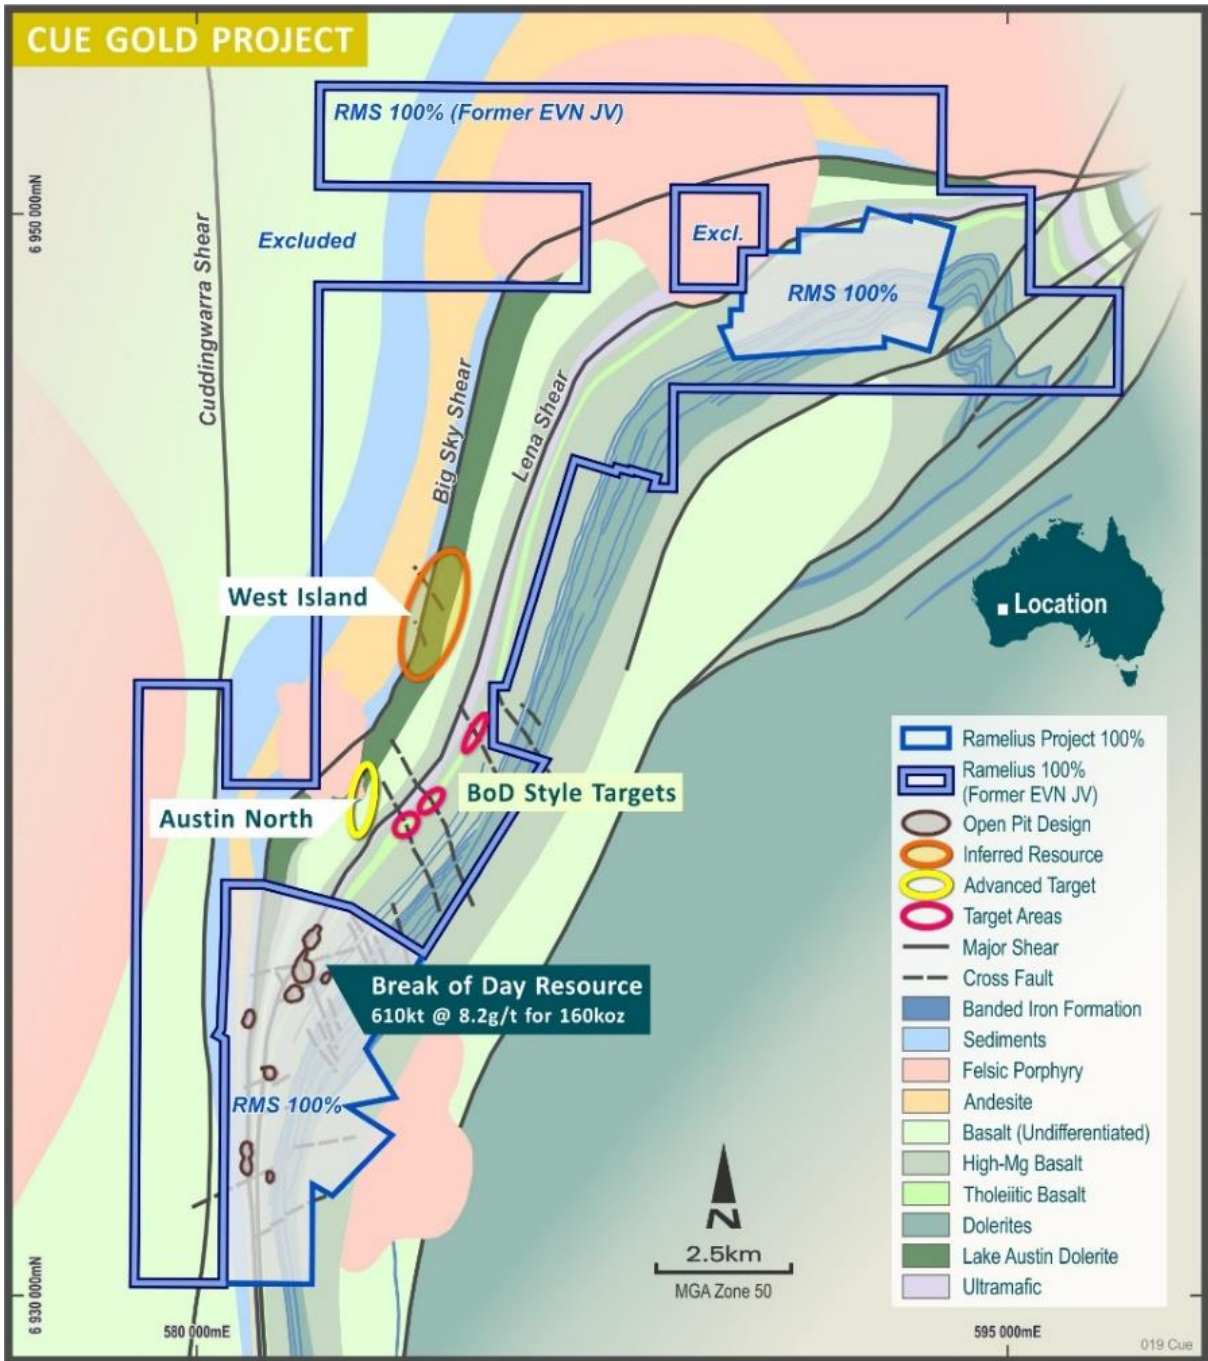 CUE GOLD PROJECT
RMS 100% (Former EVN JV)
6 950 000mN
Cuddingwarra Shear
Excluded
Excl.
RMS 100%
Big Sky Shear
Lena Shear
West Island
Location
Austin North
BoD Style Targets
Break of Day Resource
610kt @ 8.2g/t for 160koz
RMS 100%
Ramelius Project 100%
Ramelius 100%
(Former EVN JV)
Open Pit Design
Inferred Resource
Advanced Target
Target Areas
Major Shear
Cross Fault
Banded Iron Formation
Sediments
Felsic Porphyry
Andesite
Basalt (Undifferentiated)
High-Mg Basalt
Tholeiitic Basalt
Dolerites
Lake Austin Dolerite
Ultramafic
N
2.5km
MGA Zone 50
6 930 000mN
580 000mE
595 000mE
019 Cue